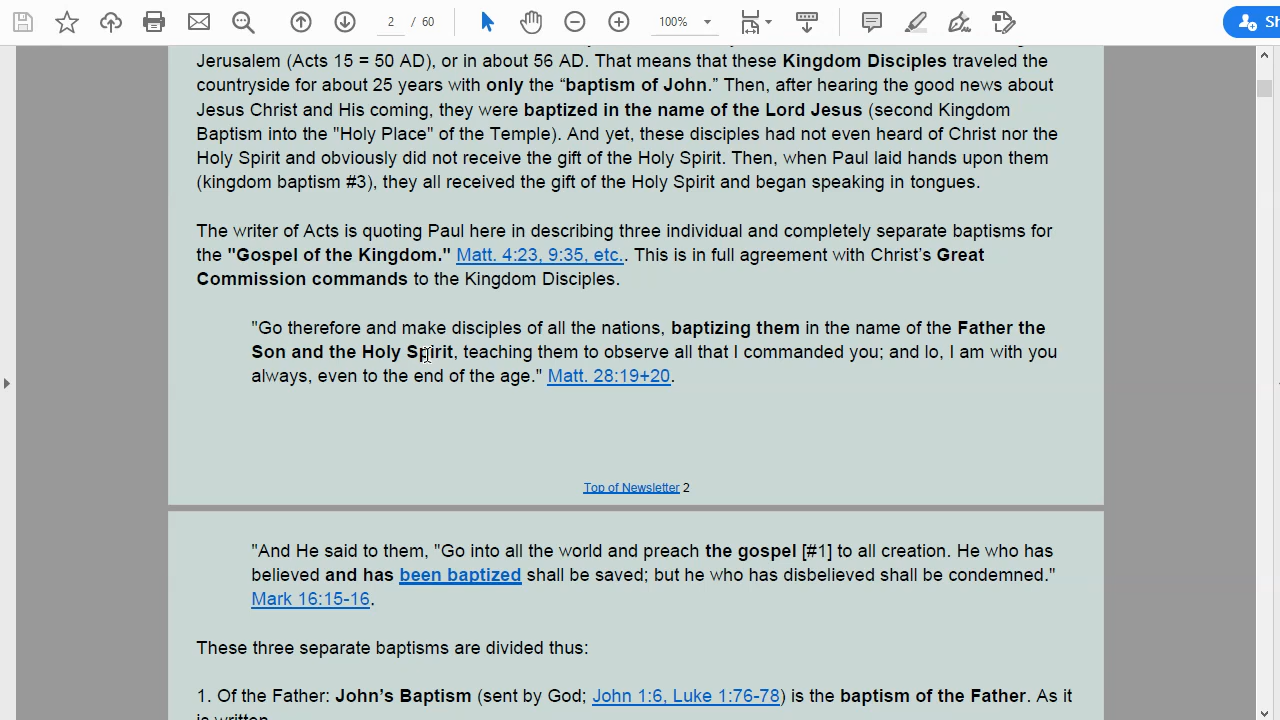 2 / 60
100%
Sh
Jerusalem (Acts 15 = 50 AD), or in about 56 AD. That means that these Kingdom Disciples traveled the
countryside for about 25 years with only the “baptism of John.” Then, after hearing the good news about
Jesus Christ and His coming, they were baptized in the name of the Lord Jesus (second Kingdom
Baptism into the "Holy Place" of the Temple). And yet, these disciples had not even heard of Christ nor the
Holy Spirit and obviously did not receive the gift of the Holy Spirit. Then, when Paul laid hands upon them
(kingdom baptism #3), they all received the gift of the Holy Spirit and began speaking in tongues.
The writer of Acts is quoting Paul here in describing three individual and completely separate baptisms for
the "Gospel of the Kingdom." Matt. 4:23, 9:35, etc.. This is in full agreement with Christ’s Great
Commission commands to the Kingdom Disciples.
"Go therefore and make disciples of all the nations, baptizing them in the name of the Father the
Son and the Holy Spirit, teaching them to observe all that I commanded you; and lo, I am with you
always, even to the end of the age." Matt. 28:19+20.
Top of Newsletter 2
"And He said to them, "Go into all the world and preach the gospel [#1] to all creation. He who has
believed and has been baptized shall be saved; but he who has disbelieved shall be condemned."
Mark 16:15-16.
These three separate baptisms are divided thus:
1. Of the Father: John’s Baptism (sent by God; John 1:6, Luke 1:76-78) is the baptism of the Father. As it
is written